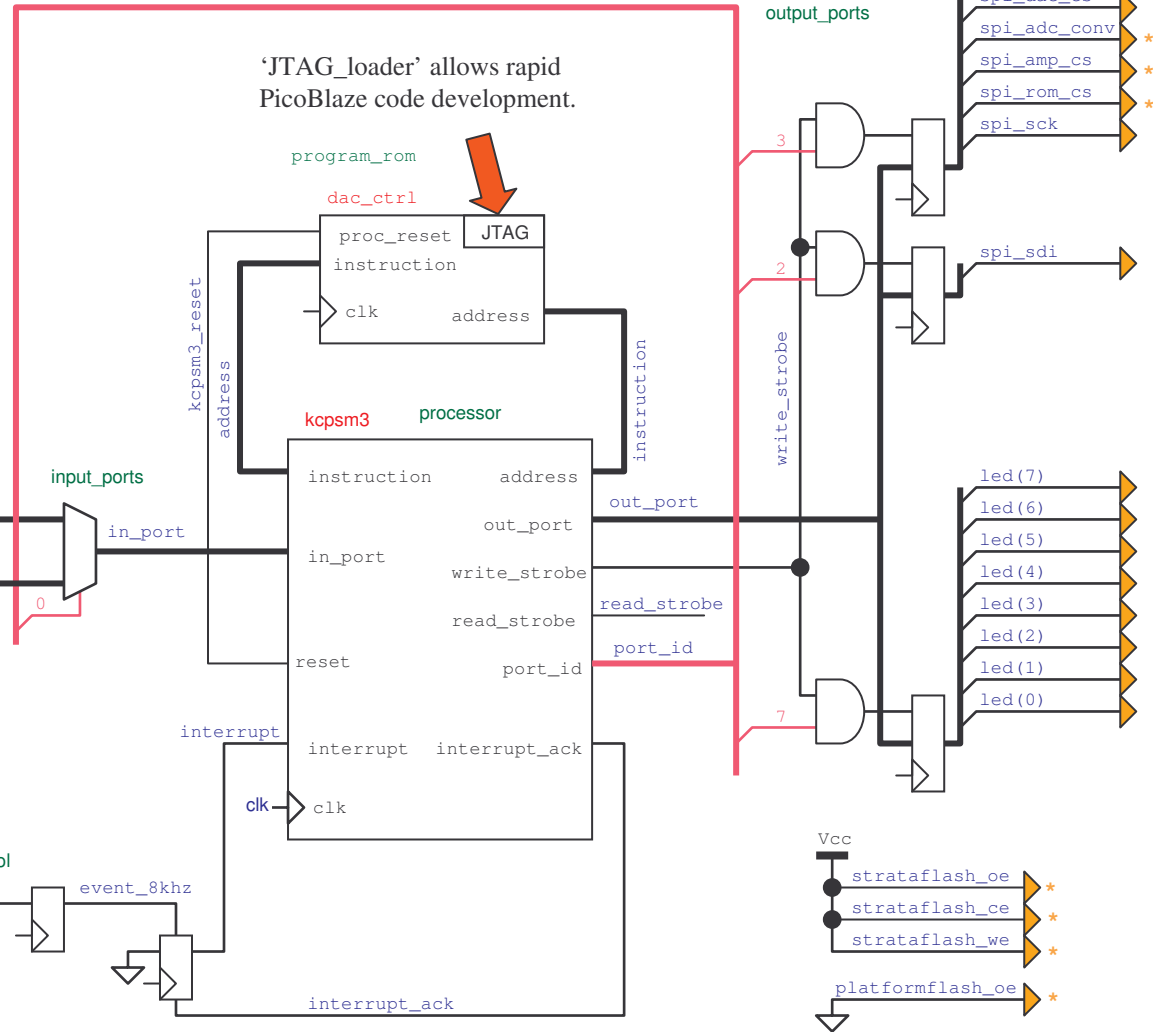 output_ports
spi_adc_conv
*
spi_amp_cs
*
spi_rom_cs
*
spi_sck
‘JTAG_loader’ allows rapid
PicoBlaze code development.
3
program_rom
dac_ctrl
proc_reset
JTAG
instruction
clk
address
2
spi_sdi
kcpsm3_reset
address
instruction
write_strobe
kcpsm3
processor
input_ports
in_port
0
instruction
address
out_port
out_port
in_port
write_strobe
read_strobe
read_strobe
reset
port_id
port_id
led(7)
led(6)
led(5)
led(4)
led(3)
led(2)
led(1)
led(0)
7
interrupt
interrupt
interrupt_ack
clk
clk
event_8khz
interrupt_ack
Vcc
strataflash_oe
*
strataflash_ce
*
strataflash_we
*
platformflash_oe
*